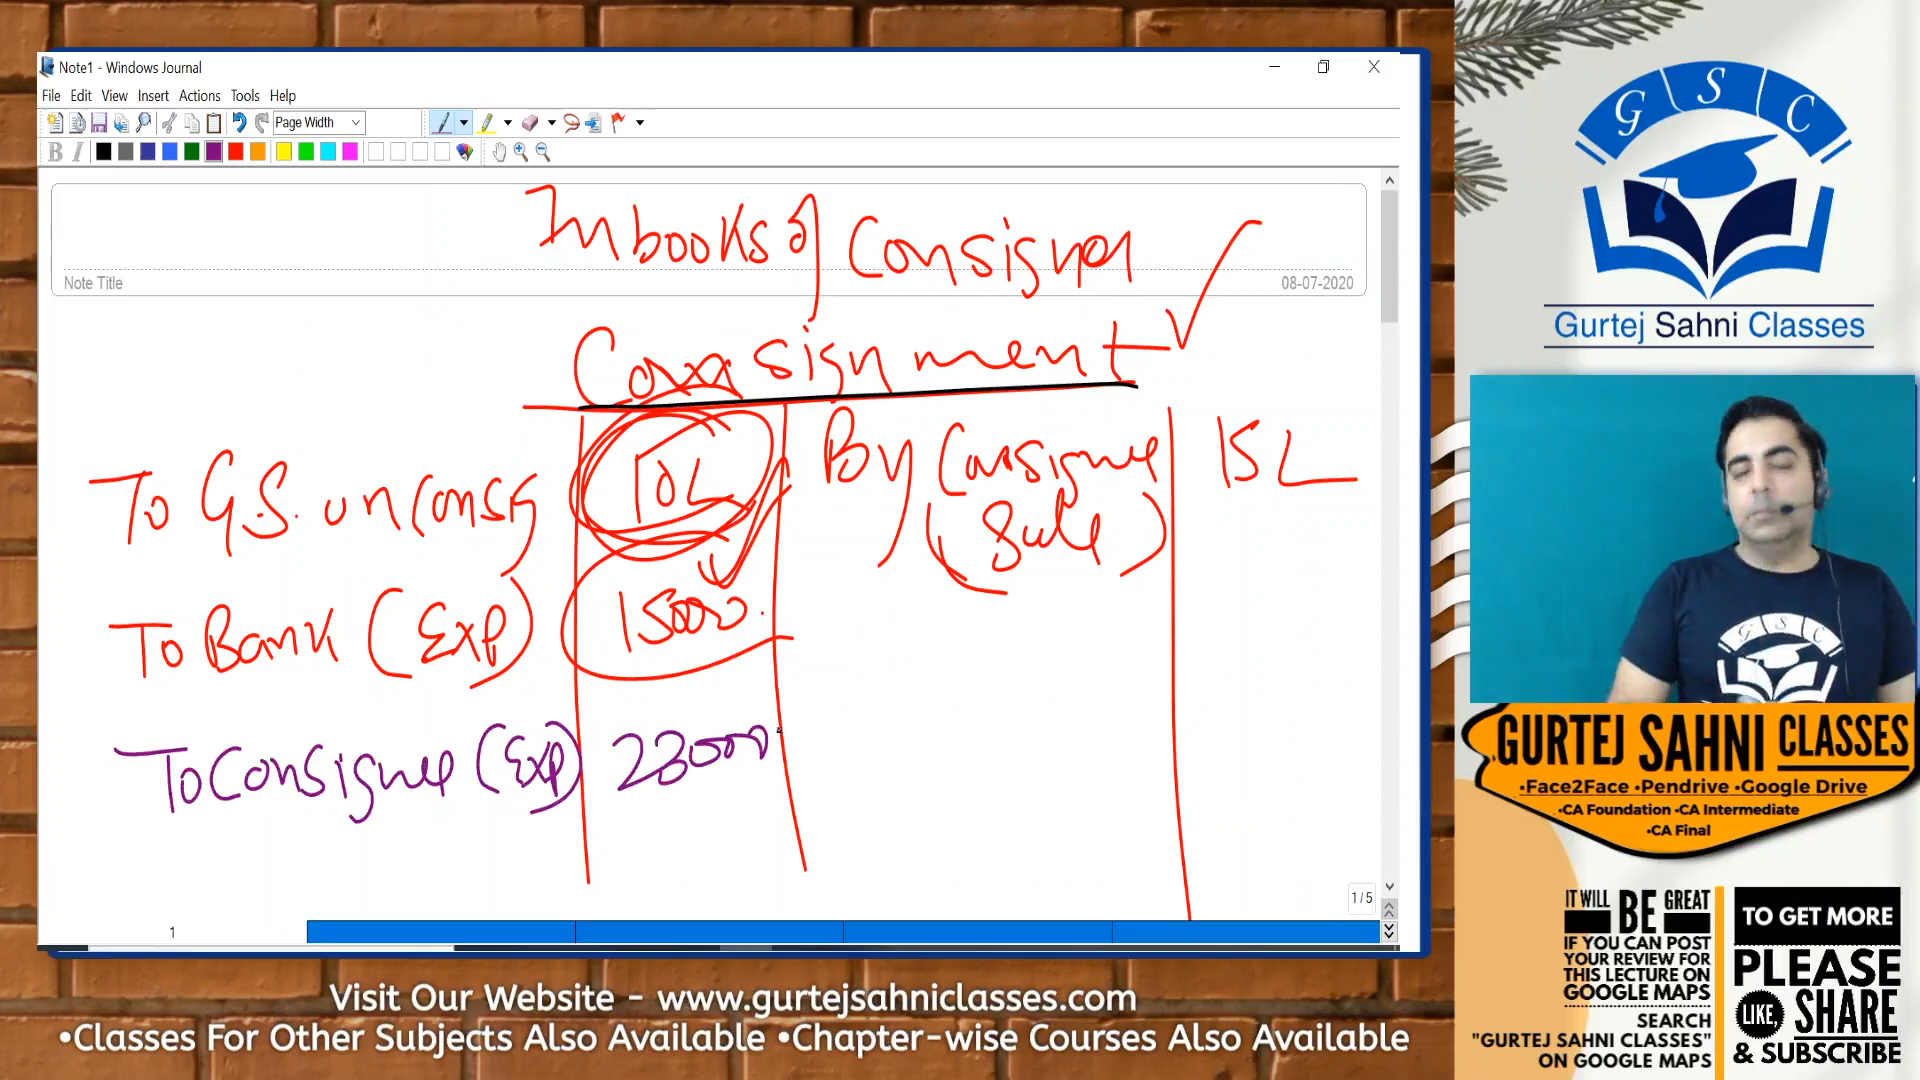 Note1 - Windows Journal
File Edit View Insert Actions Tools Help
Page Width
B I
In books of Consignor
Note Title
08-07-2020
Consignment
To G.S. on Consig 10L By Consignee 15L
(Sale)
To Bank (Exp) 15000
To Consignee (Exp) 23000
1/5
1
G S C
Gurtej Sahni Classes
G S C
GURTEJ SAHNI CLASSES
•Face2Face •Pendrive •Google Drive
•CA Foundation •CA Intermediate
•CA Final
IT WILL BE GREAT
IF YOU CAN POST
YOUR REVIEW FOR
THIS LECTURE ON
GOOGLE MAPS
SEARCH
"GURTEJ SAHNI CLASSES"
ON GOOGLE MAPS
TO GET MORE
PLEASE
LIKE, SHARE
& SUBSCRIBE
Visit Our Website - www.gurtejsahniclasses.com
•Classes For Other Subjects Also Available •Chapter-wise Courses Also Available